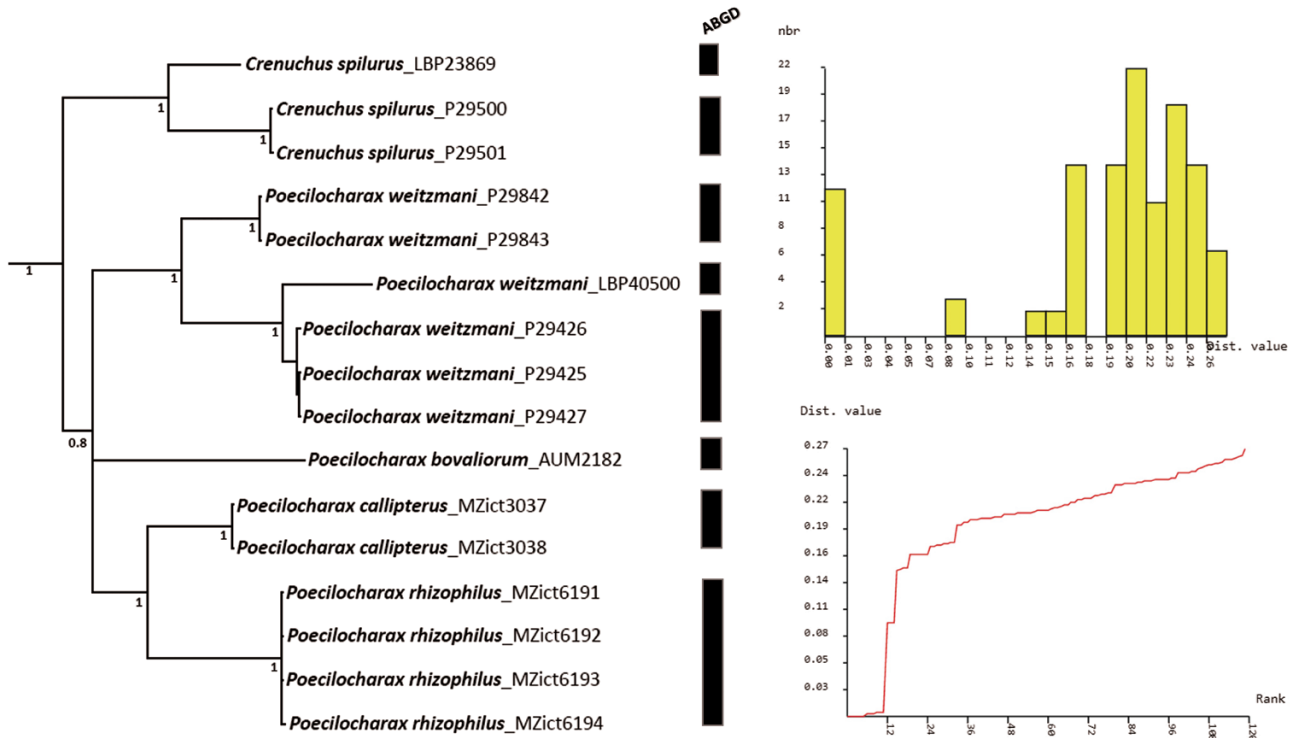 ABGD
Crenuchus spilurus_LBP23869
1
Crenuchus spilurus_P29500
1
Crenuchus spilurus_P29501
Poecilocharax weitzmani_P29842
1
Poecilocharax weitzmani_P29843
1
1
Poecilocharax weitzmani_LBP40500
Poecilocharax weitzmani_P29426
1
Poecilocharax weitzmani_P29425
Poecilocharax weitzmani_P29427
0.8
Poecilocharax bovaliorum_AUM2182
Poecilocharax callipterus_MZict3037
1
Poecilocharax callipterus_MZict3038
Poecilocharax rhizophilus_MZict6191
1
Poecilocharax rhizophilus_MZict6192
1
Poecilocharax rhizophilus_MZict6193
Poecilocharax rhizophilus_MZict6194
nbr
22
19
17
15
13
11
8
6
4
2
0.00 0.01 0.03 0.04 0.05 0.07 0.08 0.10 0.11 0.12 0.14 0.15 0.16 0.18 0.19 0.20 0.22 0.23 0.24 0.26
Dist. value
Dist. value
0.27
0.24
0.22
0.19
0.16
0.14
0.11
0.08
0.05
0.03
Rank
12 24 36 48 60 72 84 96